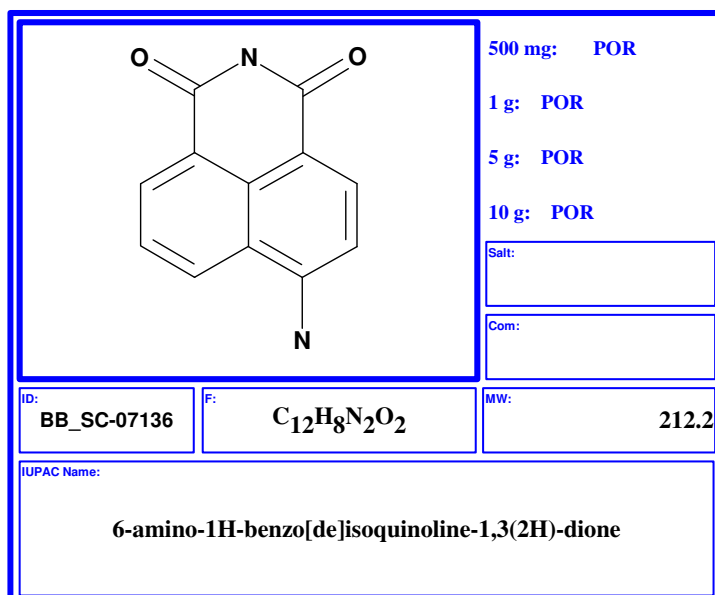 O N O
N
500 mg: POR
1 g: POR
5 g: POR
10 g: POR
Salt:
Com:
ID:
BB_SC-07136
F:
C12H8N2O2
MW:
212.2
IUPAC Name:
6-amino-1H-benzo[de]isoquinoline-1,3(2H)-dione